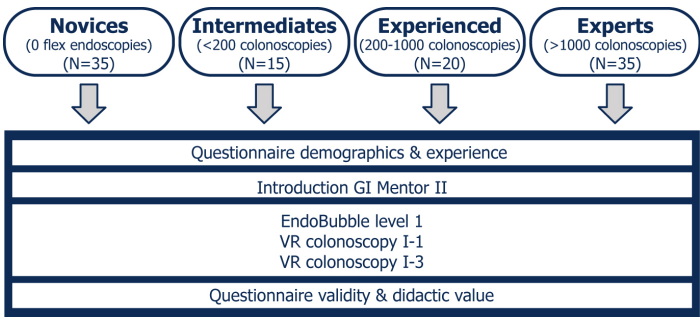 Novices
(0 flex endoscopies)
(N=35)
Intermediates
(<200 colonoscopies)
(N=15)
Experienced
(200-1000 colonoscopies)
(N=20)
Experts
(>1000 colonoscopies)
(N=35)
Questionnaire demographics & experience
Introduction GI Mentor II
EndoBubble level 1
VR colonoscopy I-1
VR colonoscopy I-3
Questionnaire validity & didactic value